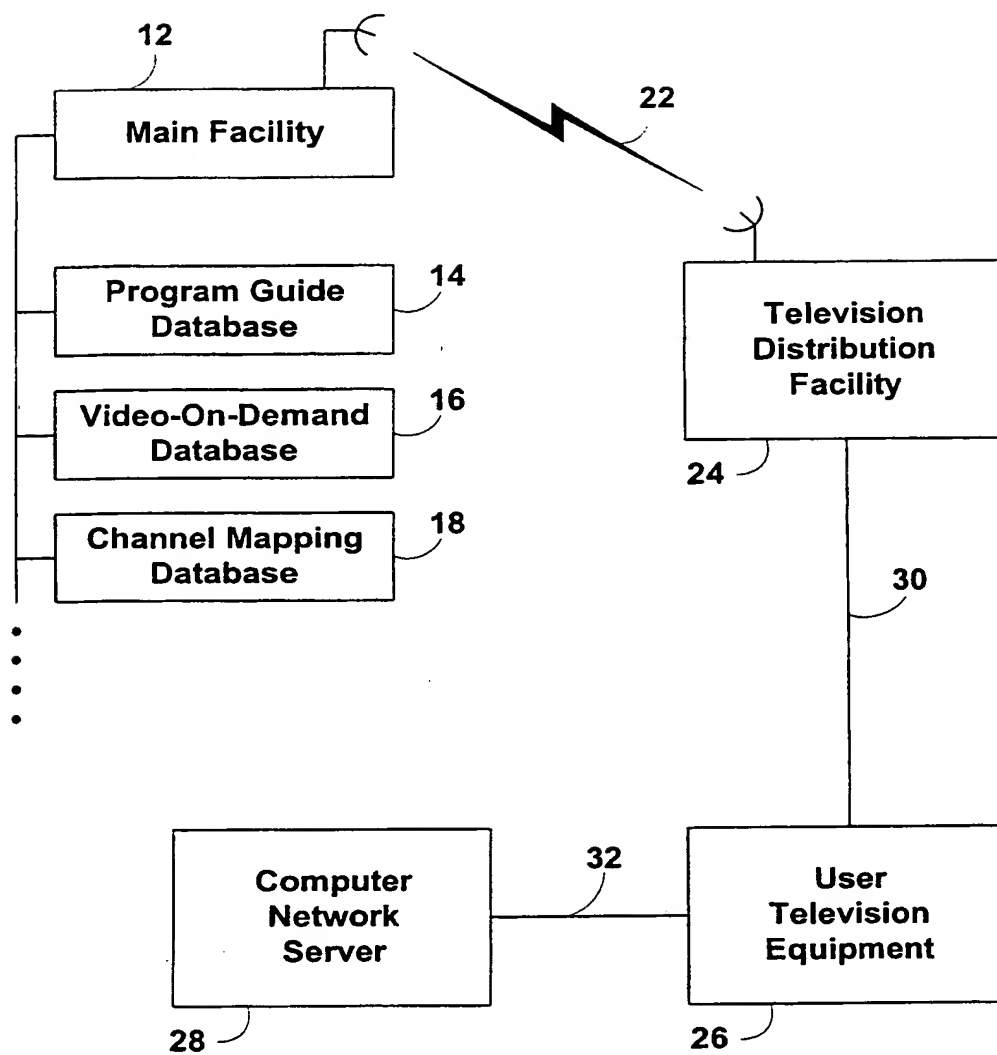 12
Main Facility
22
Program Guide
Database
14
Television
Distribution
Facility
Video-On-Demand
Database
16
24
Channel Mapping
Database
18
30
Computer
Network
Server
32
User
Television
Equipment
28
26